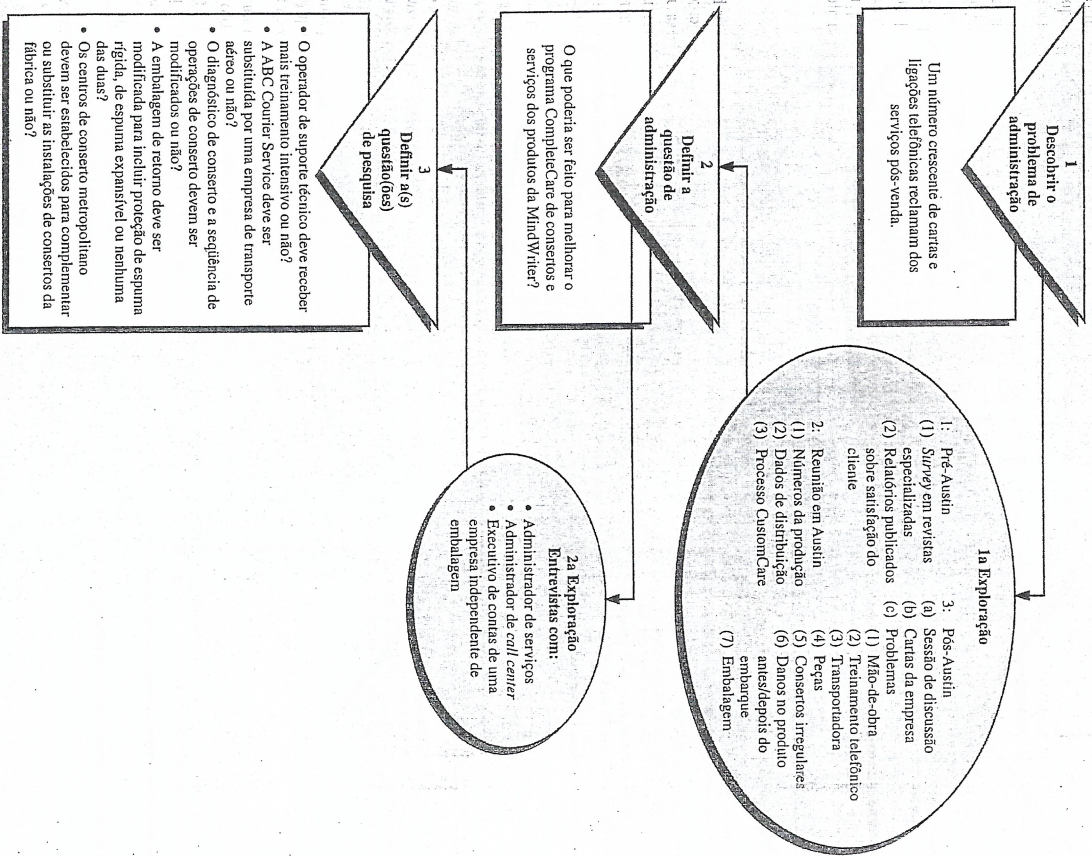 1
Descobrir o
problema de
administração
Um número crescente de cartas e
ligações telefônicas reclamam dos
serviços pós-venda.
1a Exploração
1: Pré-Austin
(1) Survey em revistas
especializadas
(2) Relatórios publicados
sobre satisfação do
cliente
2: Reunião em Austin
(1) Números da produção
(2) Dados de distribuição
(3) Processo CustomCare
3: Pós-Austin
(a) Sessão de discussão
(b) Cartas da empresa
(c) Problemas
(1) Mão-de-obra
(2) Treinamento telefônico
(3) Transportadora
(4) Peças
(5) Consertos irregulares
(6) Danos no produto
antes/depois do
embarque
(7) Embalagem
2
Definir a
questão de
administração
O que poderia ser feito para melhorar o
programa CompleteCare de consertos e
serviços dos produtos da MindWriter?
2a Exploração
Entrevistas com:
• Administrador de serviços
• Administrador de call center
• Executivo de contas de uma
empresa independente de
embalagem
3
Definir a(s)
questão(ões)
de pesquisa
• O operador de suporte técnico deve receber
mais treinamento intensivo ou não?
• A ABC Courier Service deve ser
substituída por uma empresa de transporte
aéreo ou não?
• O diagnóstico de conserto e a seqüência de
operações de conserto devem ser
modificados ou não?
• A embalagem de retorno deve ser
modificada para incluir proteção de espuma
rígida, de espuma expansível ou nenhuma
das duas?
• Os centros de conserto metropolitano
devem ser estabelecidos para complementar
ou substituir as instalações de consertos da
fábrica ou não?